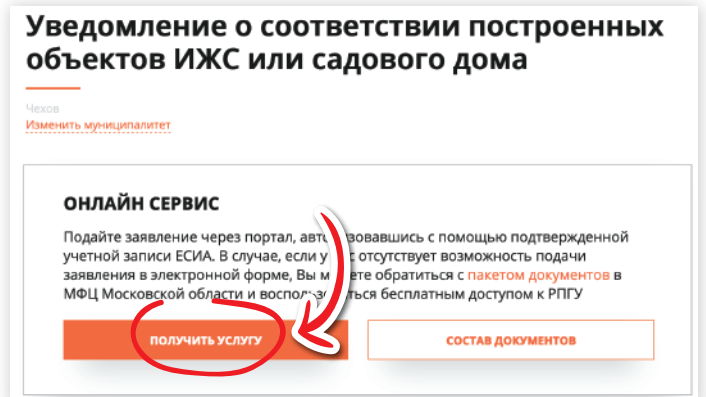 Уведомление о соответствии построенных
объектов ИЖС или садового дома
Чехов
Изменить муниципалитет
ОНЛАЙН СЕРВИС
Подайте заявление через портал, с помощью подтвержденной
учетной записи ЕСИА. В случае, если отсутствует возможность подачи
заявления в электронной форме, Вы обратиться с пакетом документов в
МФЦ Московской области и бесплатным доступом к РПГУ
ПОЛУЧИТЬ УСЛУГУ
СОСТАВ ДОКУМЕНТОВ